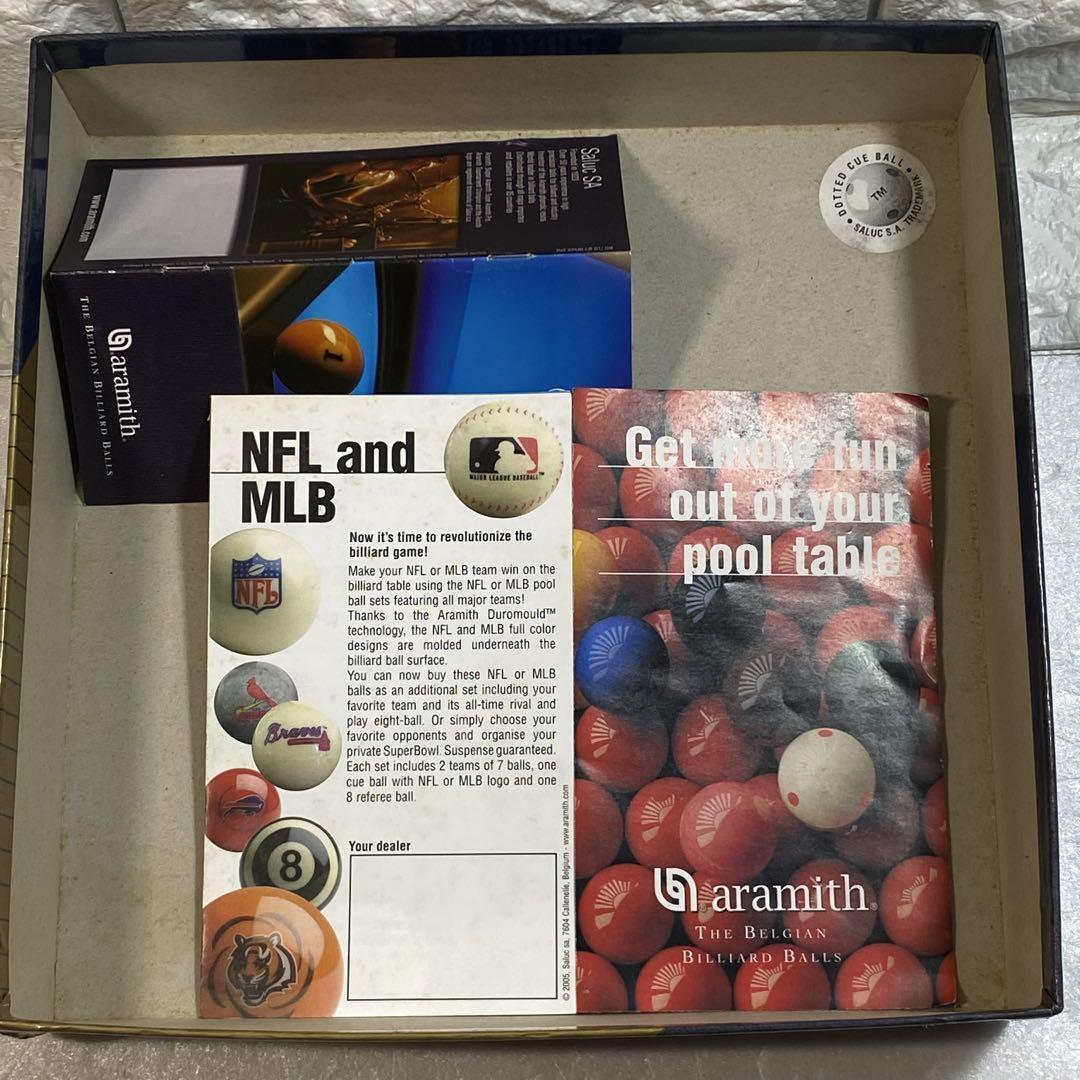 Saluc SA
Founded in 1923
www.aramith.com
aramith®
THE BELGIAN BILLIARD BALLS
1
DOTTED CUE BALL • SALUC S.A. TRADEMARK •
TM
NFL and
MLB
MAJOR LEAGUE BASEBALL
NFL
Braves
8
Now it's time to revolutionize the
billiard game!
Make your NFL or MLB team win on the
billiard table using the NFL or MLB pool
ball sets featuring all major teams!
Thanks to the Aramith Duromould™
technology, the NFL and MLB full color
designs are molded underneath the
billiard ball surface.
You can now buy these NFL or MLB
balls as an additional set including your
favorite team and its all-time rival and
play eight-ball. Or simply choose your
favorite opponents and organise your
private SuperBowl. Suspense guaranteed.
Each set includes 2 teams of 7 balls, one
cue ball with NFL or MLB logo and one
8 referee ball.
Your dealer
© 2005, Saluc sa, 7604 Callenelle, Belgium - www.aramith.com
Get more fun
out of your
pool table
aramith®
THE BELGIAN
BILLIARD BALLS